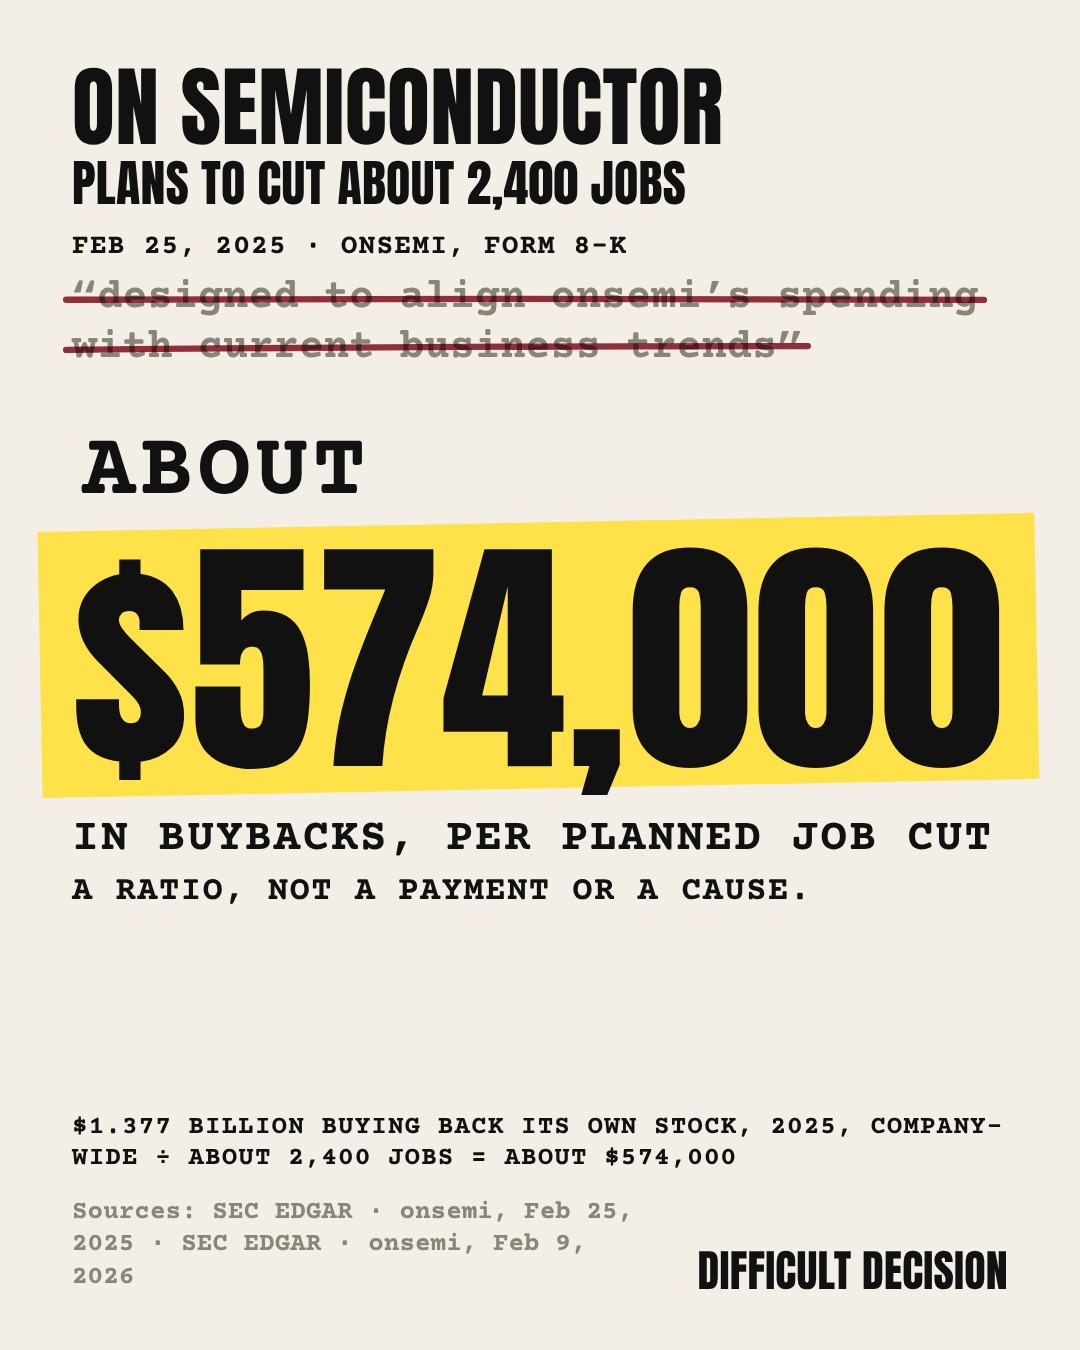 ON SEMICONDUCTOR
PLANS TO CUT ABOUT 2,400 JOBS
FEB 25, 2025 · ONSEMI, FORM 8-K
“designed to align onsemi’s spending
with current business trends”
ABOUT
$574,000
IN BUYBACKS, PER PLANNED JOB CUT
A RATIO, NOT A PAYMENT OR A CAUSE.
$1.377 BILLION BUYING BACK ITS OWN STOCK, 2025, COMPANY-
WIDE ÷ ABOUT 2,400 JOBS = ABOUT $574,000
Sources: SEC EDGAR · onsemi, Feb 25,
2025 · SEC EDGAR · onsemi, Feb 9,
2026
DIFFICULT DECISION